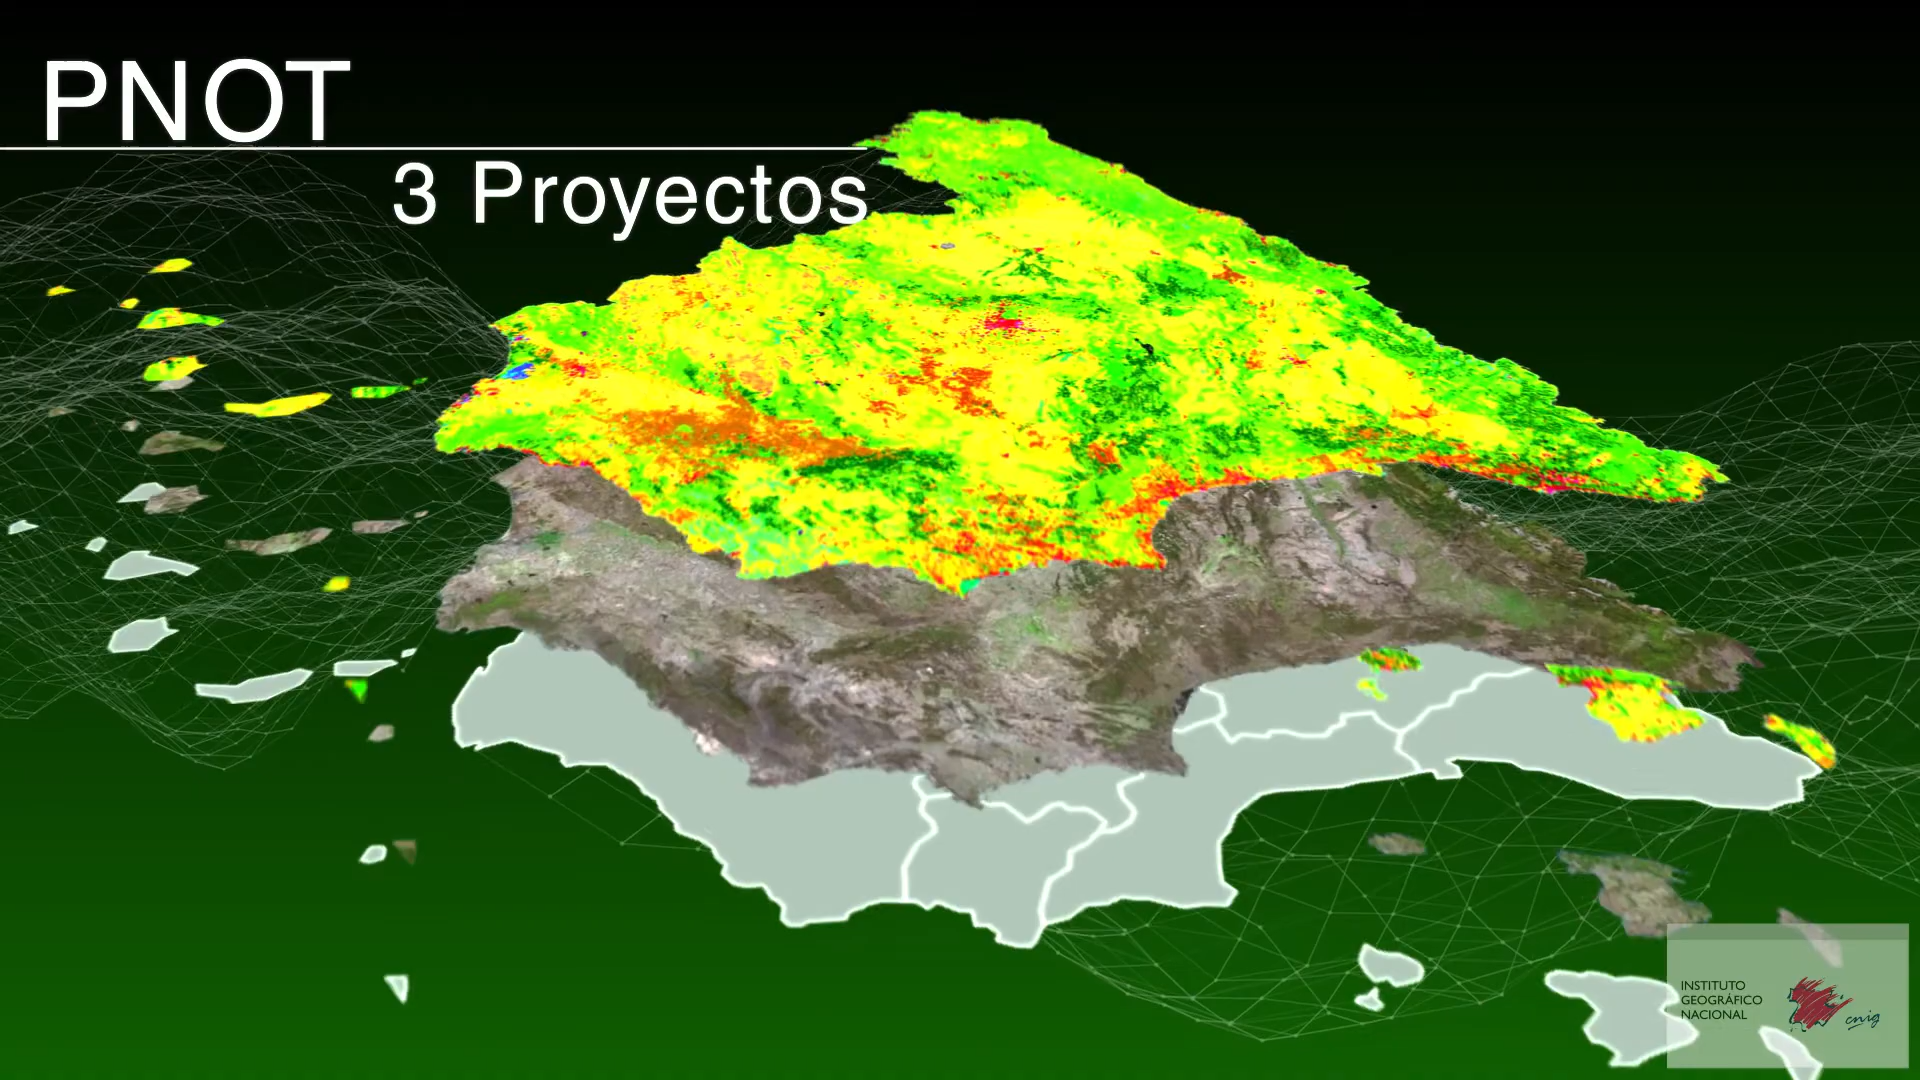 PNOT
3 Proyectos
INSTITUTO
GEOGRÁFICO
NACIONAL
cnig